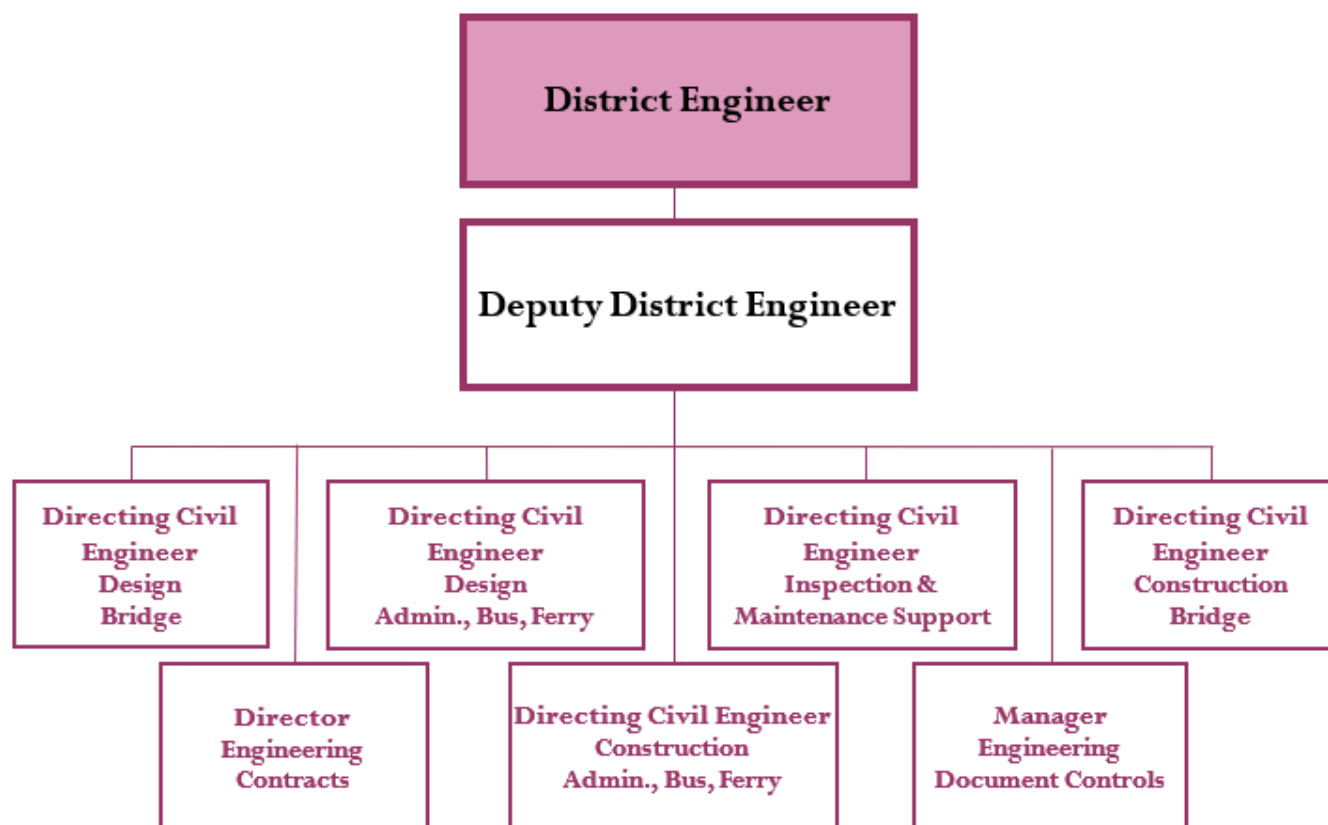 District Engineer
Deputy District Engineer
Directing Civil
Engineer
Design
Bridge
Directing Civil
Engineer
Design
Admin., Bus, Ferry
Directing Civil
Engineer
Inspection &
Maintenance Support
Directing Civil
Engineer
Construction
Bridge
Director
Engineering
Contracts
Directing Civil Engineer
Construction
Admin., Bus, Ferry
Manager
Engineering
Document Controls